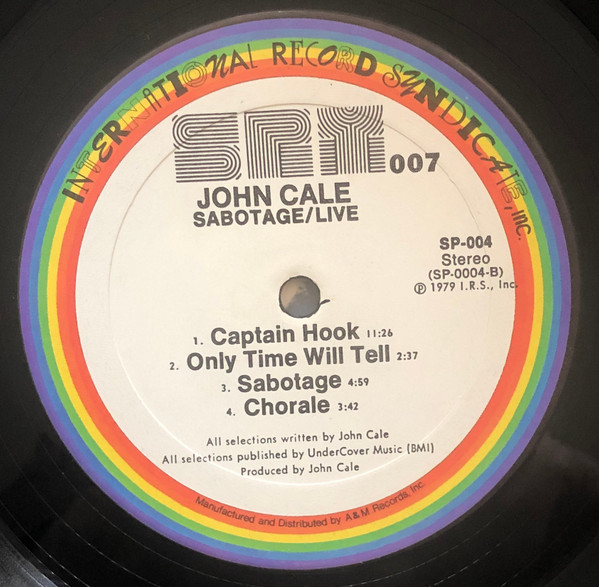 INTERNATIONAL RECORD SYNDICATE, INC.
SPY 007
JOHN CALE
SABOTAGE/LIVE
SP-004
Stereo
(SP-0004-B)
℗ 1979 I.R.S., Inc.
1. Captain Hook 11:26
2. Only Time Will Tell 2:37
3. Sabotage 4:59
4. Chorale 3:42
All selections written by John Cale
All selections published by UnderCover Music (BMI)
Produced by John Cale
Manufactured and Distributed by A&M Records, Inc.